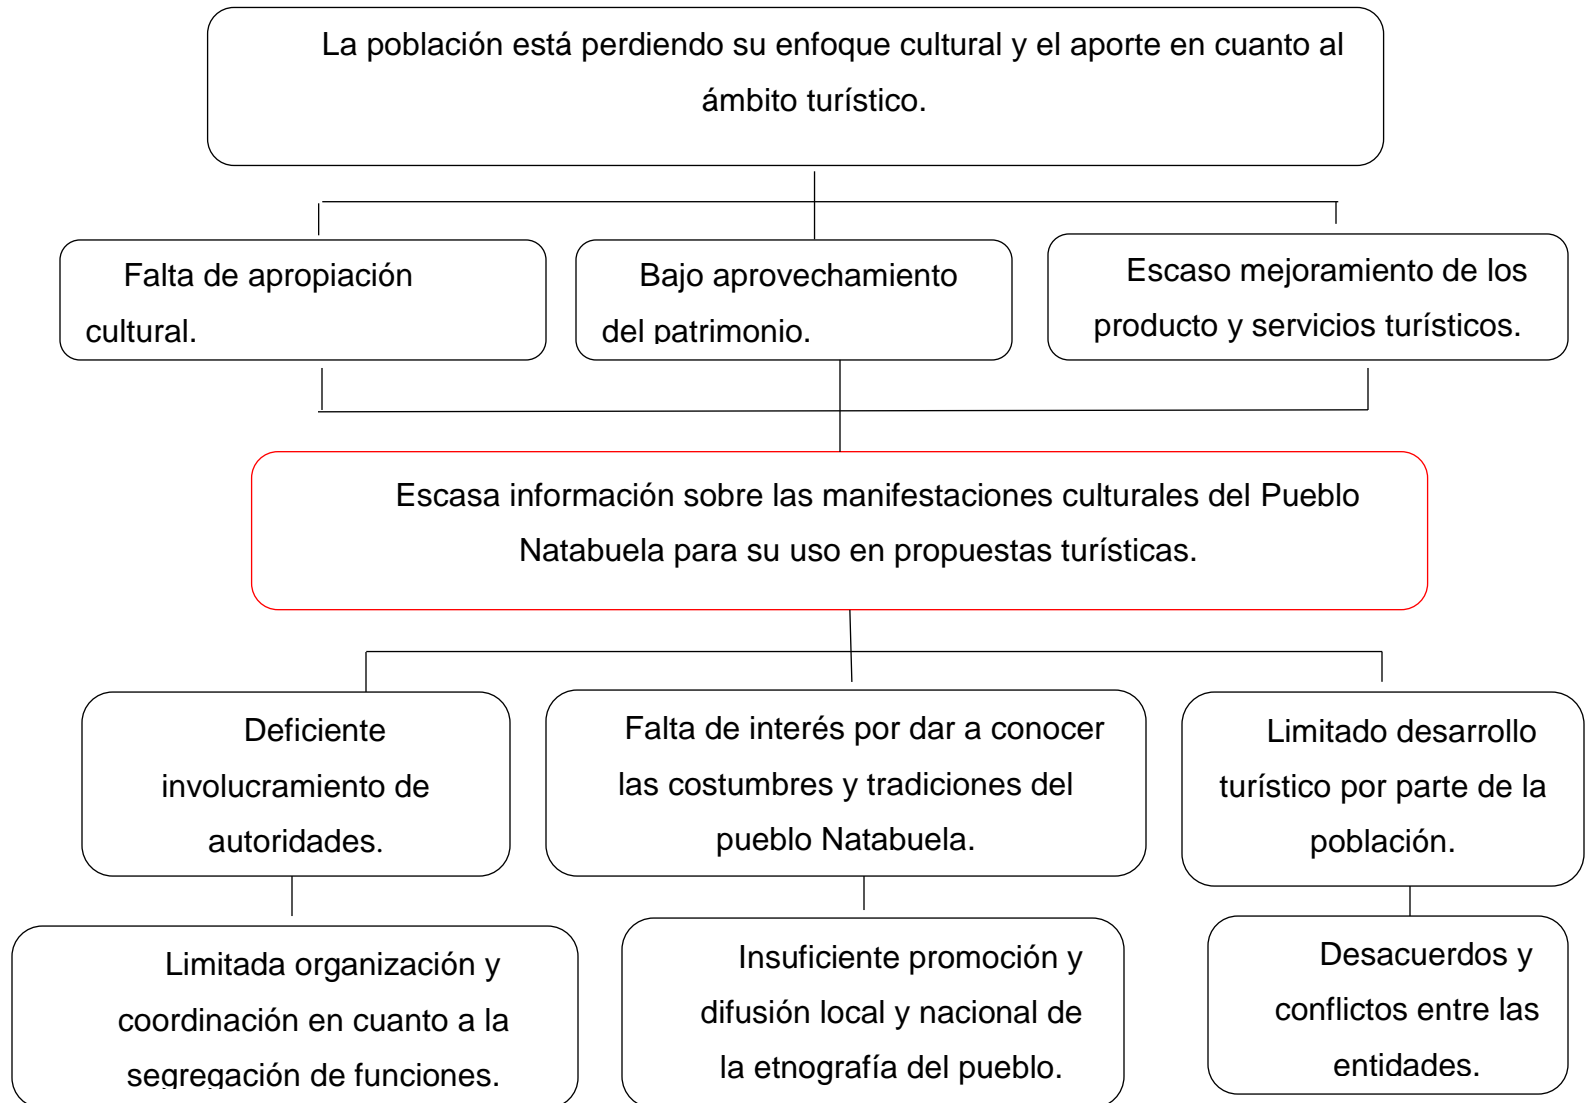 La población está perdiendo su enfoque cultural y el aporte en cuanto al
ámbito turístico.
Falta de apropiación
cultural.
Bajo aprovechamiento
del patrimonio.
Escaso mejoramiento de los
producto y servicios turísticos.
Escasa información sobre las manifestaciones culturales del Pueblo
Natabuela para su uso en propuestas turísticas.
Deficiente
involucramiento de
autoridades.
Falta de interés por dar a conocer
las costumbres y tradiciones del
pueblo Natabuela.
Limitado desarrollo
turístico por parte de la
población.
Limitada organización y
coordinación en cuanto a la
segregación de funciones.
Insuficiente promoción y
difusión local y nacional de
la etnografía del pueblo.
Desacuerdos y
conflictos entre las
entidades.